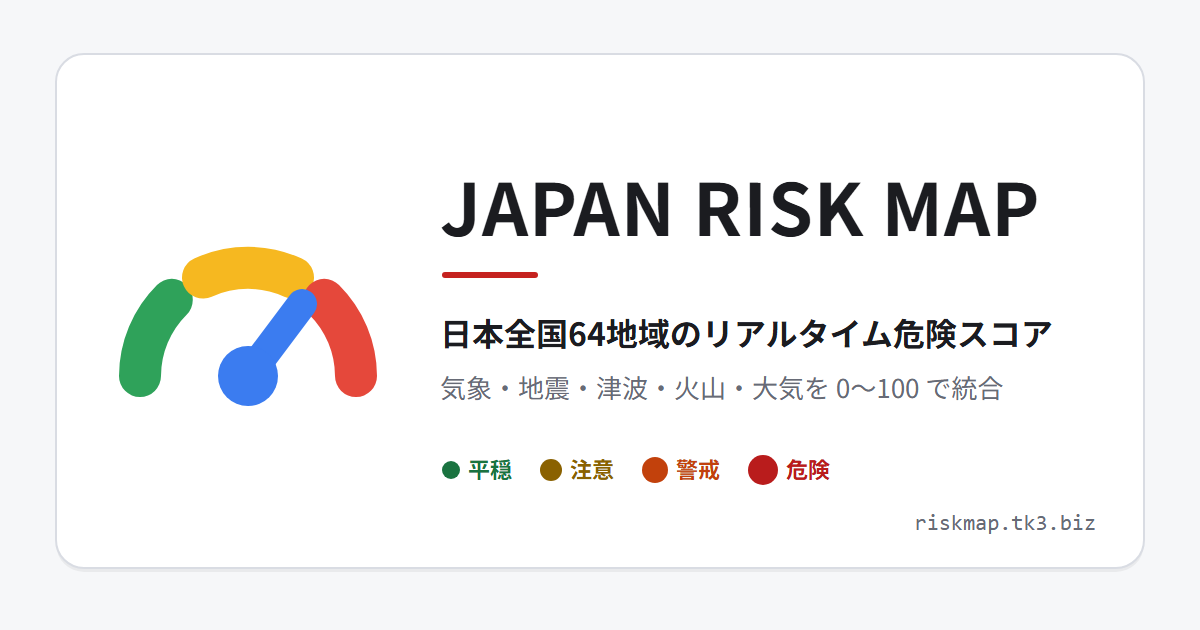 JAPAN RISK MAP
日本全国64地域のリアルタイム危険スコア
気象・地震・津波・火山・大気を 0〜100 で統合
平穏 注意 警戒 危険
riskmap.tk3.biz